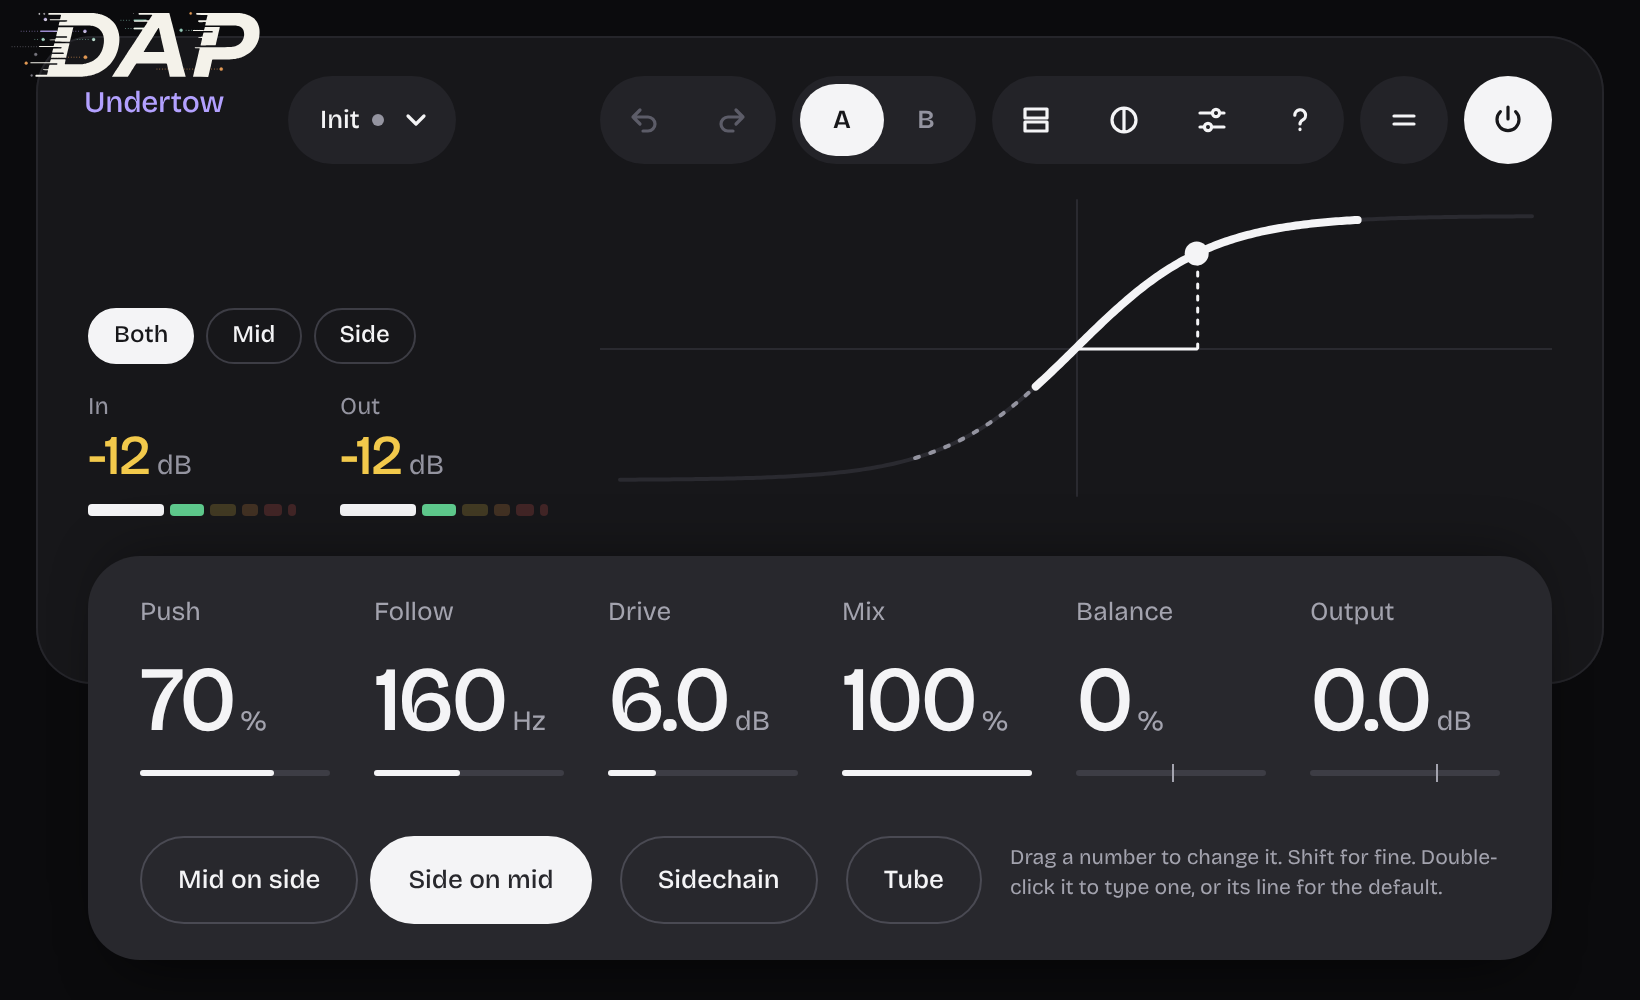 DAP
Undertow
Init
A B
?
Both Mid Side
In Out
-12 dB -12 dB
Push Follow Drive Mix Balance Output
70 % 160 Hz 6.0 dB 100 % 0 % 0.0 dB
Mid on side Side on mid Sidechain Tube
Drag a number to change it. Shift for fine. Double-
click it to type one, or its line for the default.